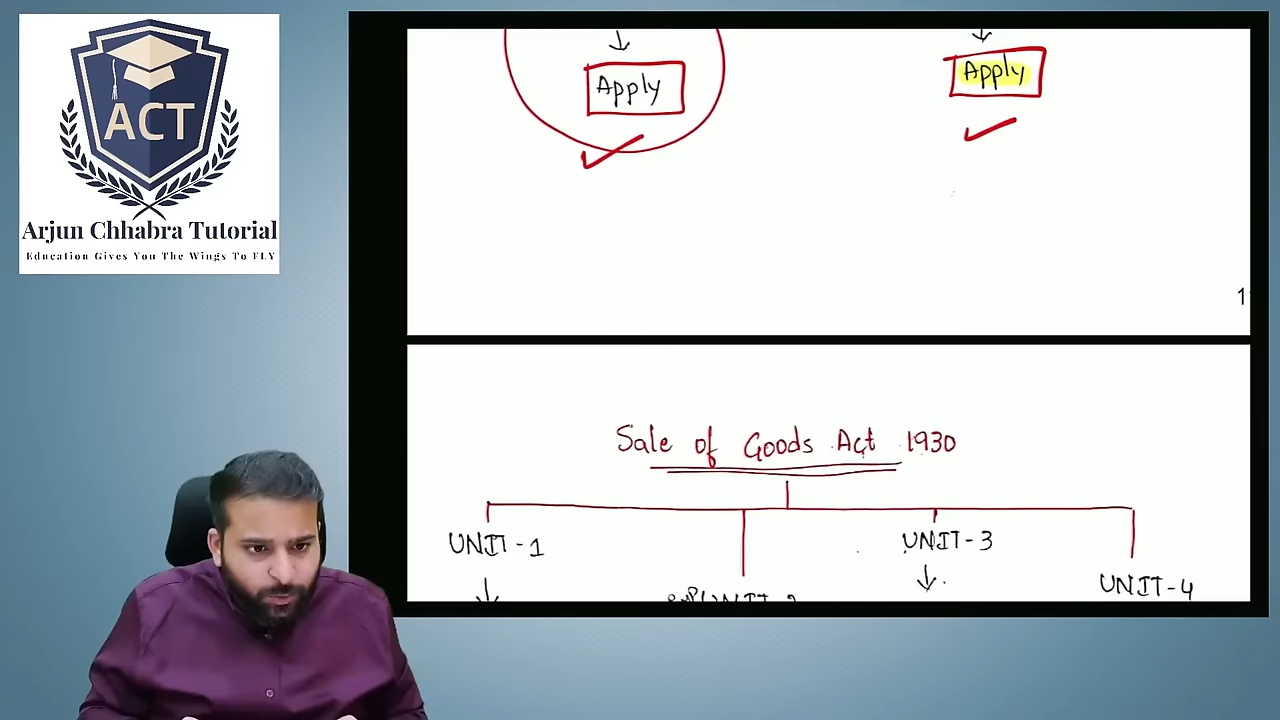 ACT
Arjun Chhabra Tutorial
Education Gives You The Wings To FLY
Apply
Apply
1
Sale of Goods Act 1930
UNIT-1
UNIT-3
UNIT-4